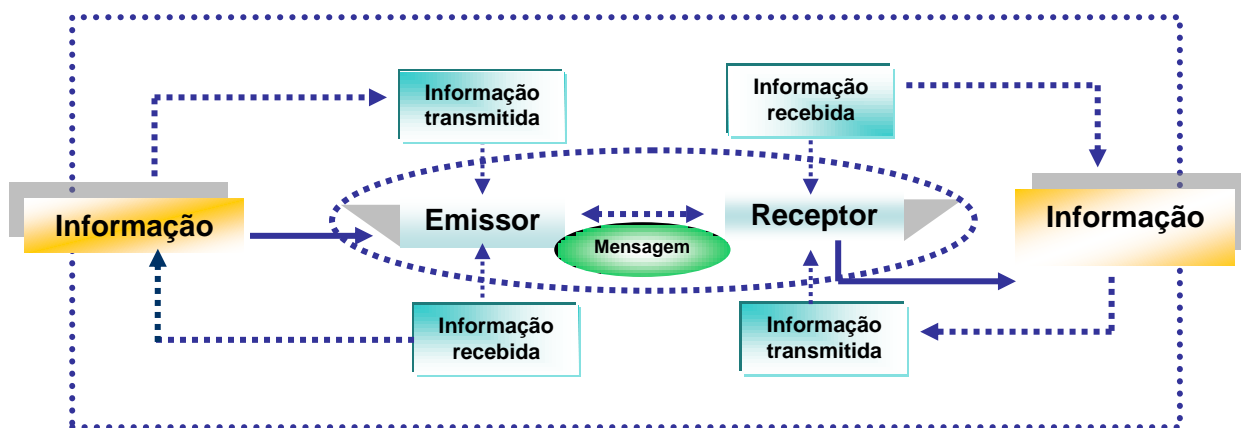 Informação
transmitida
Informação
recebida
Informação
Emissor
Mensagem
Receptor
Informação
Informação
recebida
Informação
transmitida